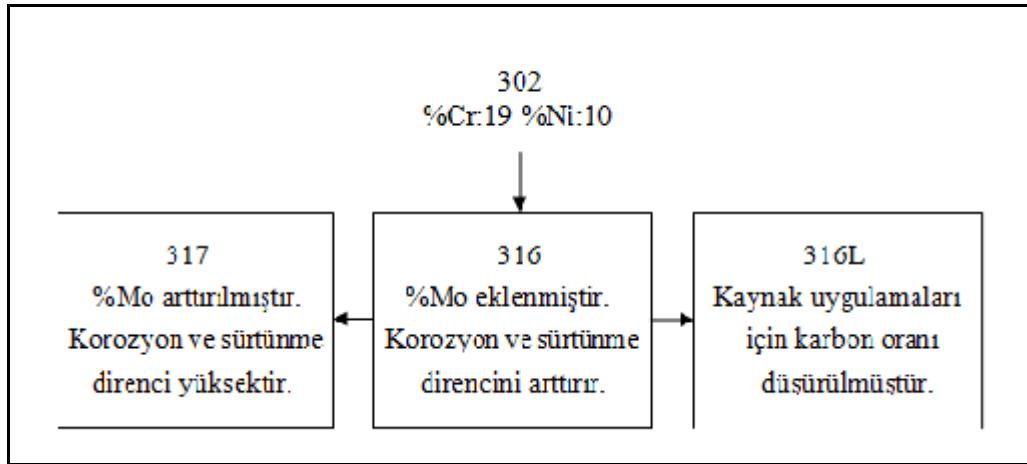 302
%Cr:19 %Ni:10
317
%Mo arttırılmıştır.
Korozyon ve sürtünme
direnci yüksektir.
316
%Mo eklenmiştir.
Korozyon ve sürtünme
direncini arttırır.
316L
Kaynak uygulamaları
için karbon oranı
düşürülmüştür.